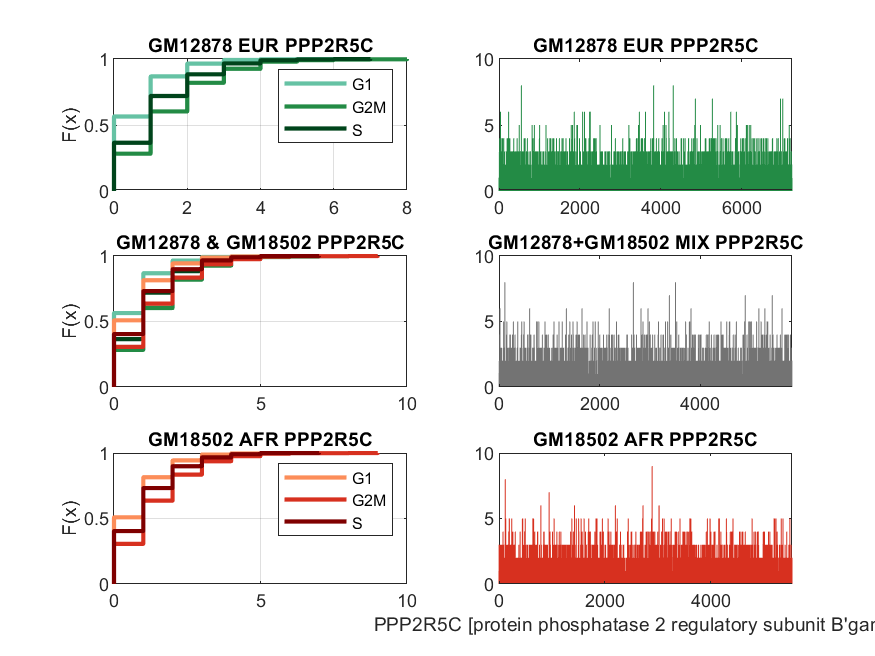 GM12878 EUR PPP2R5C
F(x)
1
0.5
0
0 2 4 6 8
G1
G2M
S
GM12878 EUR PPP2R5C
10
5
0
0 2000 4000 6000
GM12878 & GM18502 PPP2R5C
F(x)
1
0.5
0
0 5 10
GM12878+GM18502 MIX PPP2R5C
10
5
0
0 2000 4000
GM18502 AFR PPP2R5C
F(x)
1
0.5
0
0 5 10
G1
G2M
S
GM18502 AFR PPP2R5C
10
5
0
0 2000 4000
PPP2R5C [protein phosphatase 2 regulatory subunit B'gam